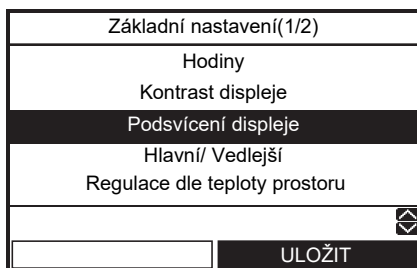 Základní nastavení(1/2)
Hodiny
Kontrast displeje
Podsvícení displeje
Hlavní/ Vedlejší
Regulace dle teploty prostoru
ULOŽIT